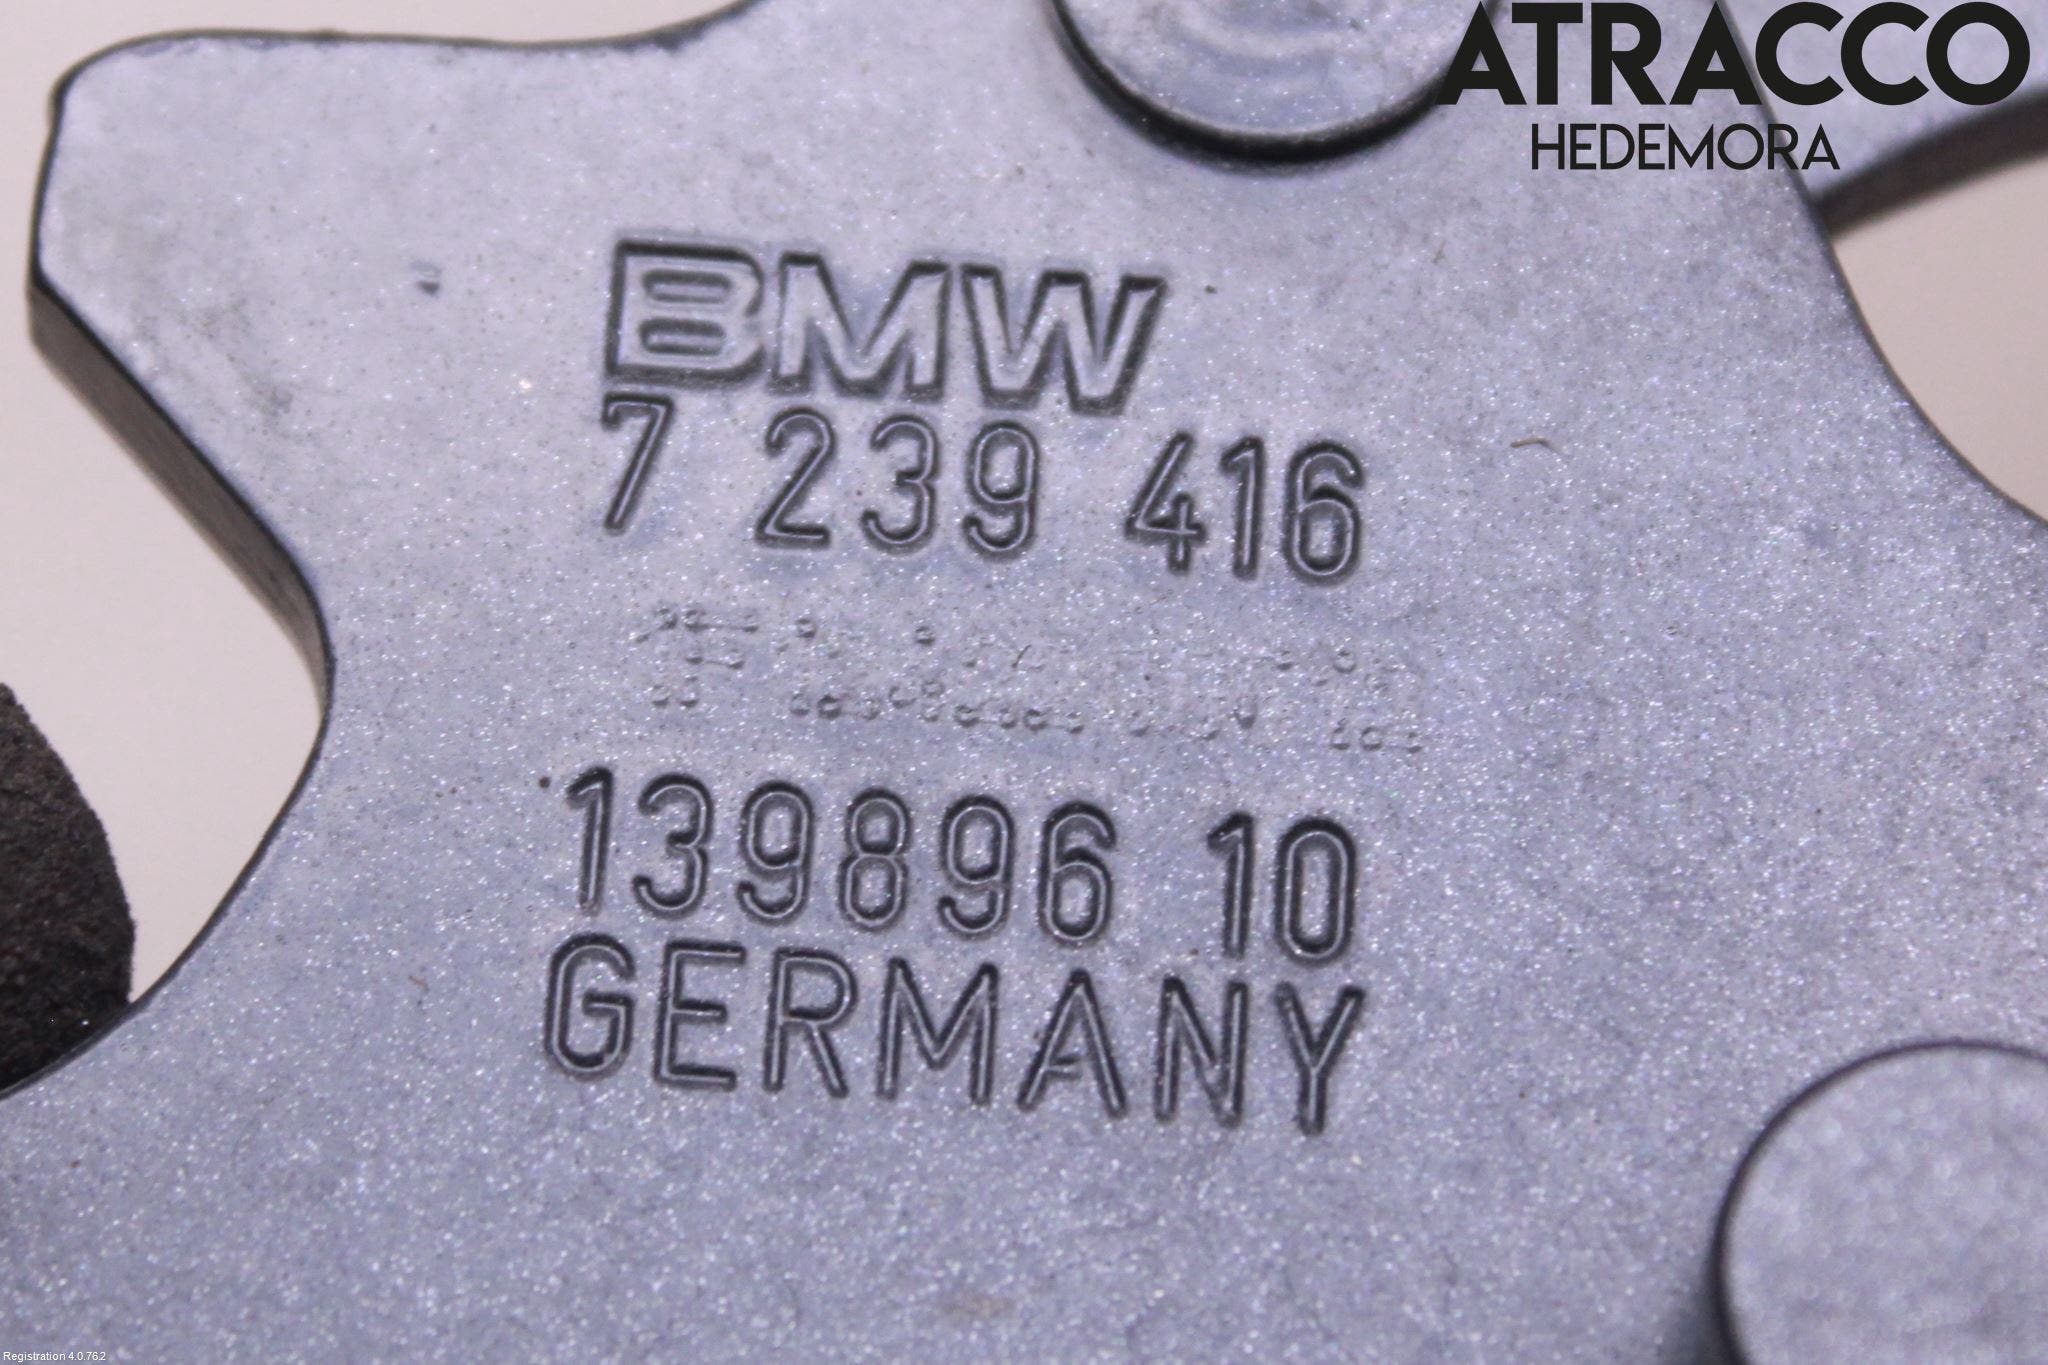 ATRACCO
HEDEMORA
BMW
7 239 416
139896 10
GERMANY
Registration 4.0.762